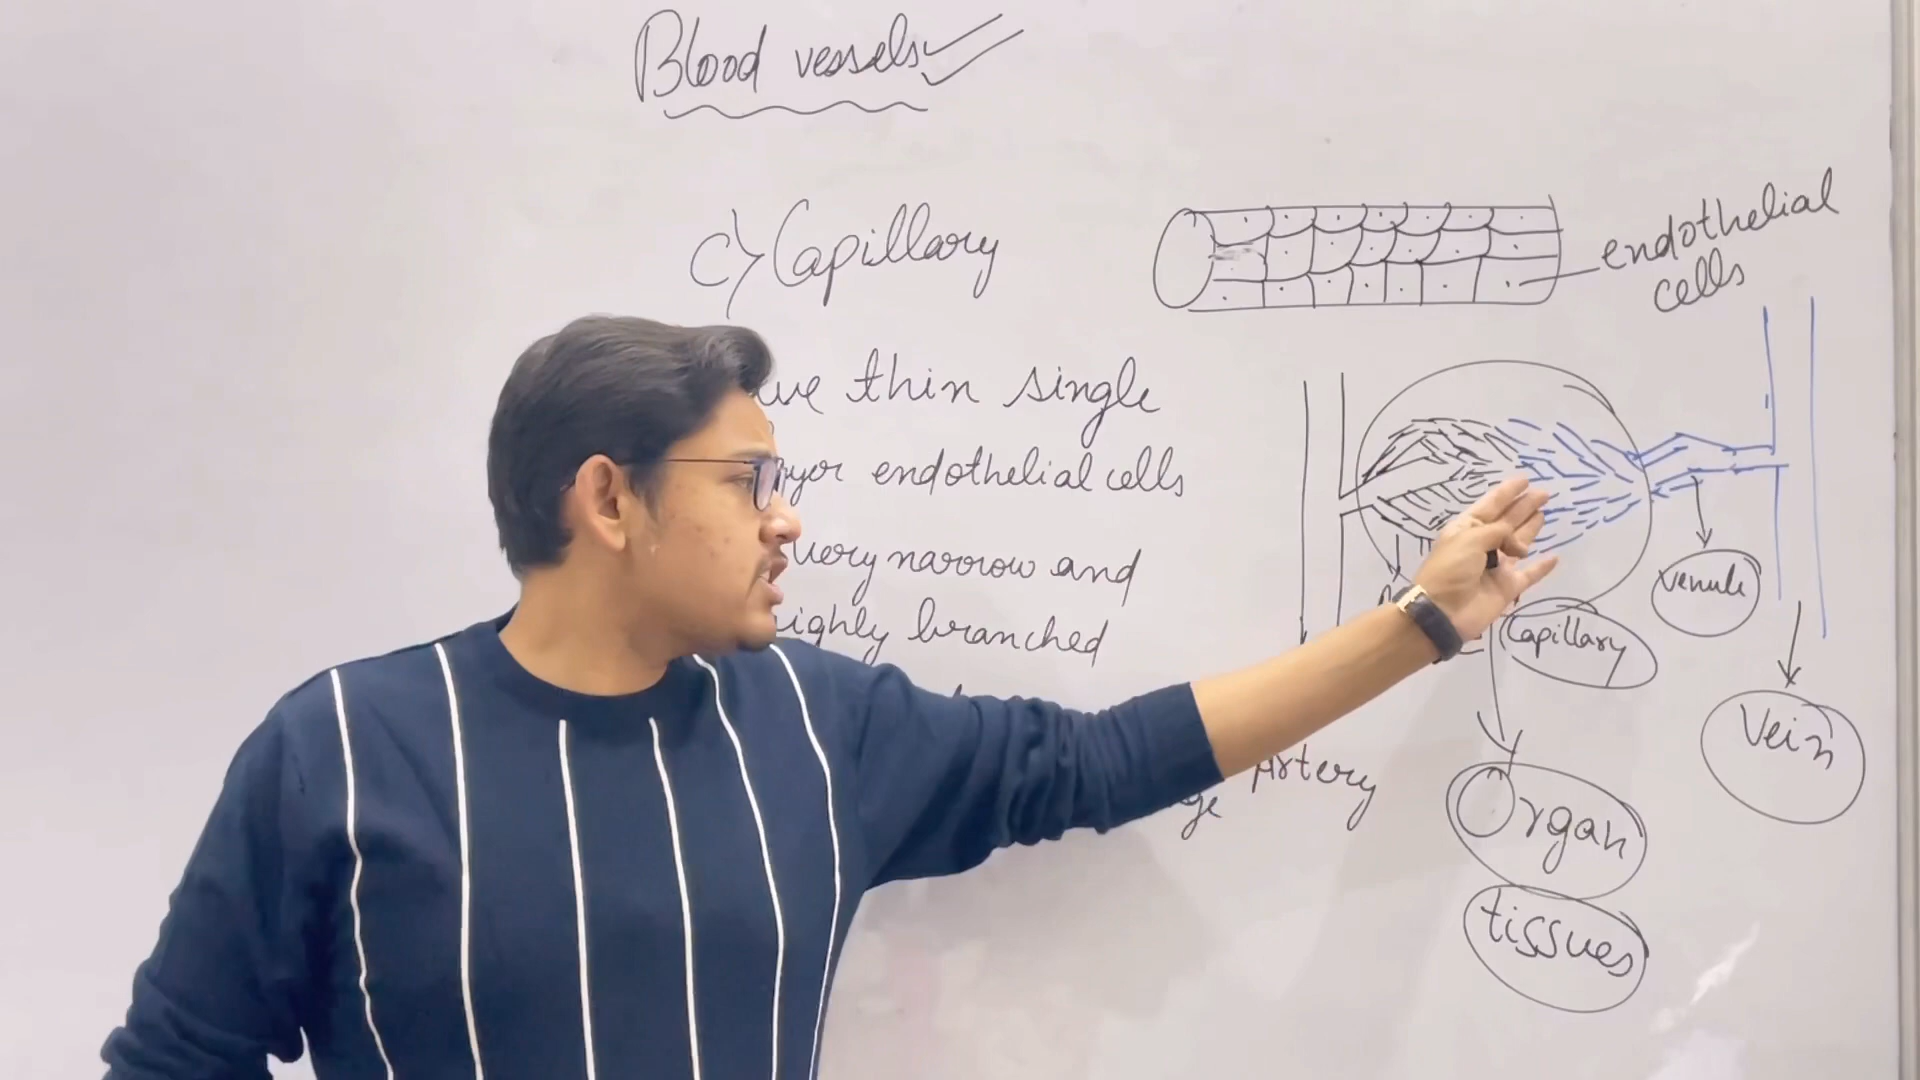 Blood vessels
c) Capillary
thin single
endothelial cells
very narrow and
highly branched
endothelial
cells
venule
Capillary
Vein
Artery
Organ
tissues